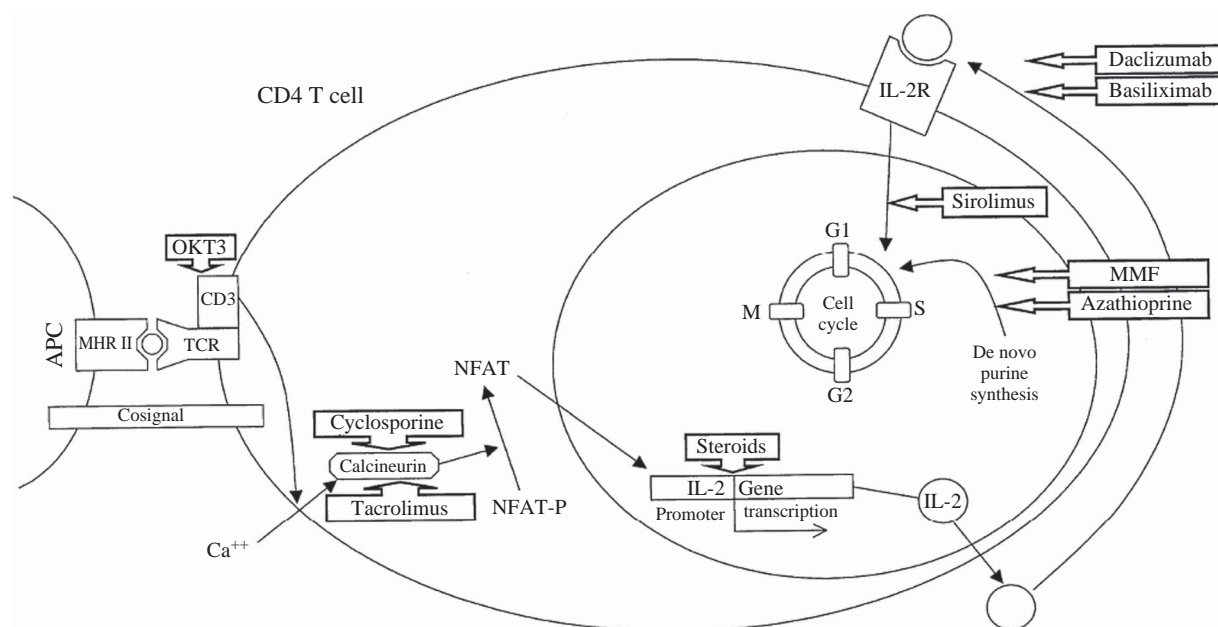 CD4 T cell
IL-2R
Daclizumab
Basiliximab
Sirolimus
OKT3
CD3
APC
MHR II
TCR
Cosignal
G1
M
Cell
cycle
S
G2
MMF
Azathioprine
De novo
purine
synthesis
NFAT
Cyclosporine
Calcineurin
Tacrolimus
NFAT-P
Ca++
Steroids
IL-2 Gene
Promoter transcription
IL-2